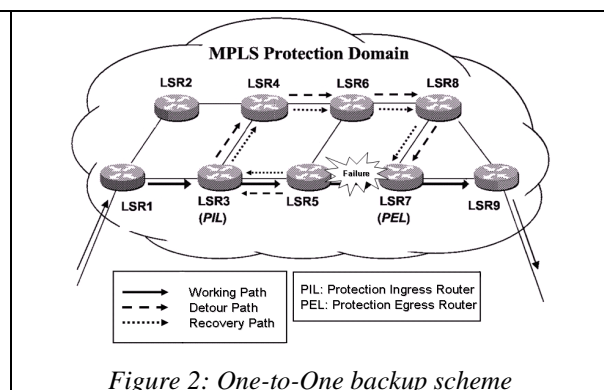 MPLS Protection Domain
LSR2
LSR4
LSR6
LSR8
Failure
LSR1
LSR3
(PIL)
LSR5
LSR7
(PEL)
LSR9
Working Path
Detour Path
Recovery Path
PIL: Protection Ingress Router
PEL: Protection Egress Router
Figure 2: One-to-One backup scheme